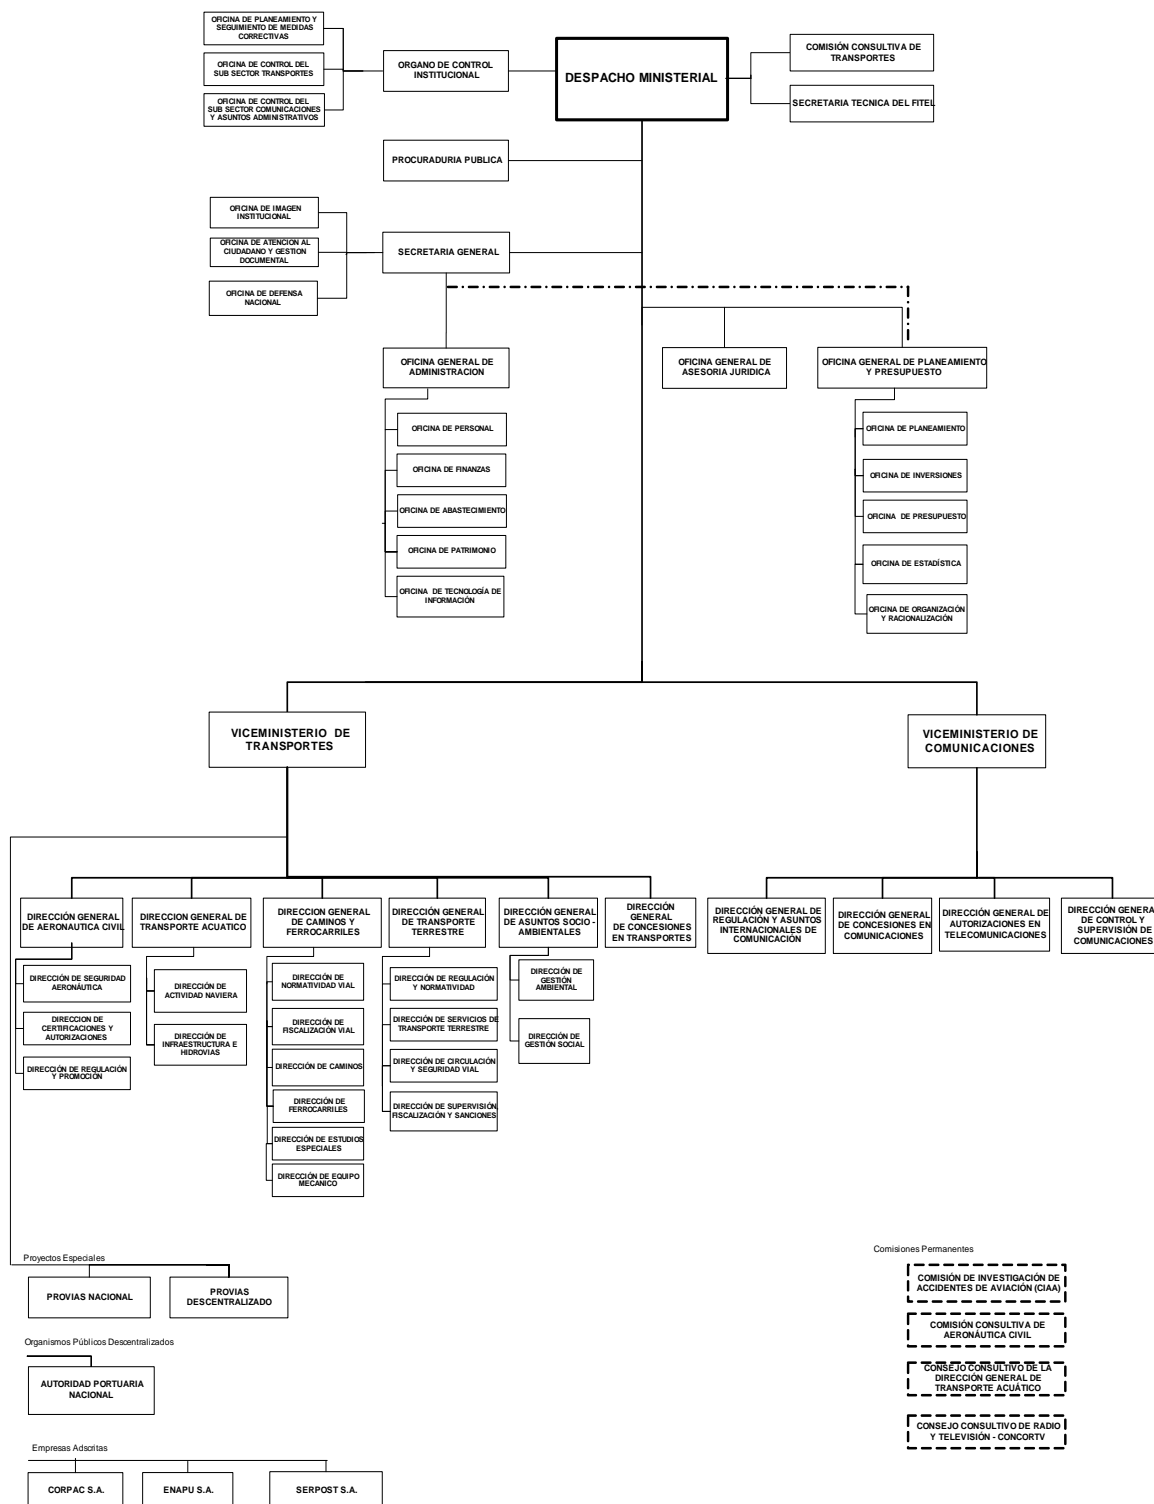 OFICINA DE PLANEAMIENTO Y
SEGUIMIENTO DE MEDIDAS
CORRECTIVAS
OFICINA DE CONTROL DEL
SUB SECTOR TRANSPORTES
OFICINA DE CONTROL DEL
SUB SECTOR COMUNICACIONES
Y ASUNTOS ADMINISTRATIVOS
ORGANO DE CONTROL
INSTITUCIONAL
DESPACHO MINISTERIAL
COMISIÓN CONSULTIVA DE
TRANSPORTES
SECRETARIA TECNICA DEL FITEL
PROCURADURIA PUBLICA
OFICINA DE IMAGEN
INSTITUCIONAL
OFICINA DE ATENCION AL
CIUDADANO Y GESTION
DOCUMENTAL
OFICINA DE DEFENSA
NACIONAL
SECRETARIA GENERAL
OFICINA GENERAL DE
ADMINISTRACION
OFICINA GENERAL DE
ASESORIA JURIDICA
OFICINA GENERAL DE PLANEAMIENTO
Y PRESUPUESTO
OFICINA DE PERSONAL
OFICINA DE FINANZAS
OFICINA DE ABASTECIMIENTO
OFICINA DE PATRIMONIO
OFICINA DE TECNOLOGÍA DE
INFORMACIÓN
OFICINA DE PLANEAMIENTO
OFICINA DE INVERSIONES
OFICINA DE PRESUPUESTO
OFICINA DE ESTADÍSTICA
OFICINA DE ORGANIZACIÓN
Y RACIONALIZACIÓN
VICEMINISTERIO DE
TRANSPORTES
VICEMINISTERIO DE
COMUNICACIONES
DIRECCIÓN GENERAL
DE AERONAUTICA CIVIL
DIRECCION GENERAL DE
TRANSPORTE ACUATICO
DIRECCION GENERAL
DE CAMINOS Y
FERROCARRILES
DIRECCIÓN GENERAL
DE TRANSPORTE
TERRESTRE
DIRECCIÓN GENERAL
DE ASUNTOS SOCIO -
AMBIENTALES
DIRECCIÓN
GENERAL
DE CONCESIONES
EN TRANSPORTES
DIRECCIÓN GENERAL DE
REGULACIÓN Y ASUNTOS
INTERNACIONALES DE
COMUNICACIÓN
DIRECCIÓN GENERAL
DE CONCESIONES EN
COMUNICACIONES
DIRECCIÓN GENERAL DE
AUTORIZACIONES EN
TELECOMUNICACIONES
DIRECCIÓN GENERAL
DE CONTROL Y
SUPERVISIÓN DE
COMUNICACIONES
DIRECCIÓN DE SEGURIDAD
AERONÁUTICA
DIRECCION DE
CERTIFICACIONES Y
AUTORIZACIONES
DIRECCIÓN DE REGULACIÓN
Y PROMOCIÓN
DIRECCIÓN DE
ACTIVIDAD NAVIERA
DIRECCIÓN DE
INFRAESTRUCTURA E
HIDROVIAS
DIRECCIÓN DE
NORMATIVIDAD VIAL
DIRECCIÓN DE
FISCALIZACIÓN VIAL
DIRECCIÓN DE CAMINOS
DIRECCIÓN DE
FERROCARRILES
DIRECCIÓN DE ESTUDIOS
ESPECIALES
DIRECCIÓN DE EQUIPO
MECANICO
DIRECCIÓN DE REGULACIÓN
Y NORMATIVIDAD
DIRECCIÓN DE SERVICIOS DE
TRANSPORTE TERRESTRE
DIRECCIÓN DE CIRCULACIÓN
Y SEGURIDAD VIAL
DIRECCIÓN DE SUPERVISIÓN,
FISCALIZACIÓN Y SANCIONES
DIRECCIÓN DE
GESTIÓN
AMBIENTAL
DIRECCIÓN DE
GESTIÓN SOCIAL
Proyectos Especiales
PROVIAS NACIONAL
PROVIAS
DESCENTRALIZADO
Organismos Públicos Descentralizados
AUTORIDAD PORTUARIA
NACIONAL
Empresas Adscritas
CORPAC S.A.
ENAPU S.A.
SERPOST S.A.
Comisiones Permanentes
COMISIÓN DE INVESTIGACIÓN DE
ACCIDENTES DE AVIACIÓN (CIAA)
COMISIÓN CONSULTIVA DE
AERONÁUTICA CIVIL
CONSEJO CONSULTIVO DE LA
DIRECCIÓN GENERAL DE
TRANSPORTE ACUÁTICO
CONSEJO CONSULTIVO DE RADIO
Y TELEVISIÓN - CONCORTV